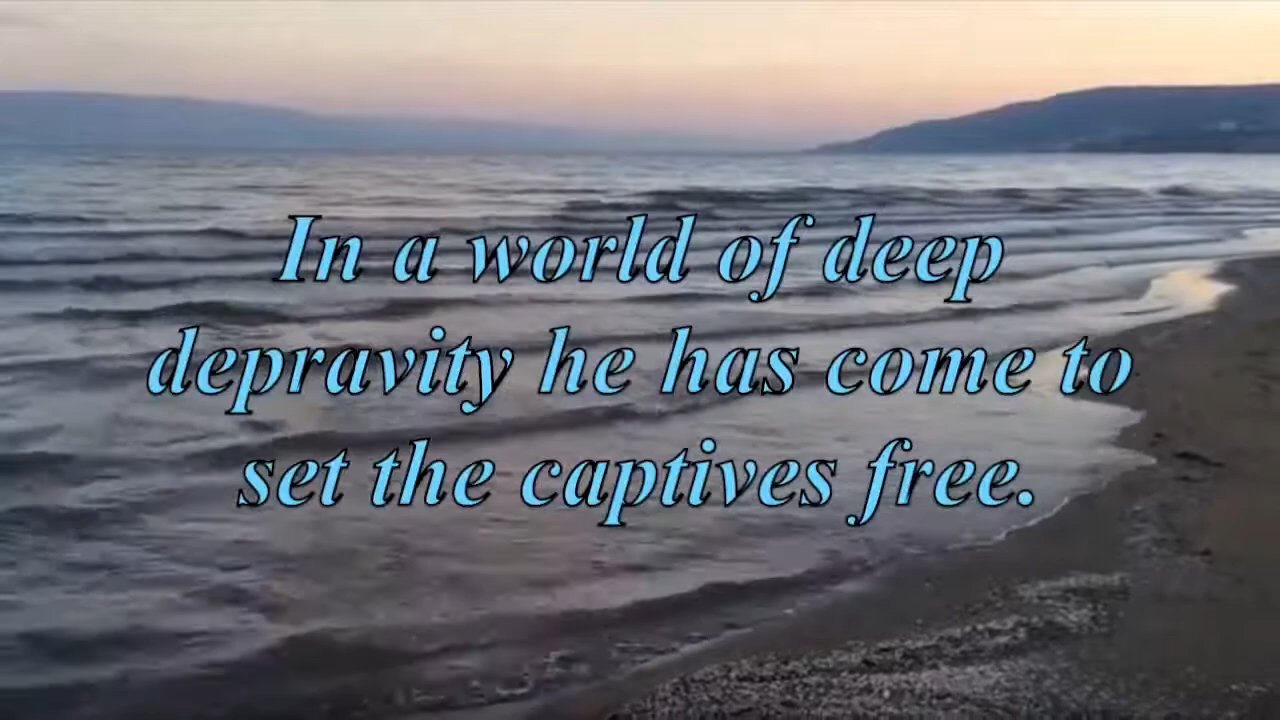 In a world of deep
depravity he has come to
set the captives free.